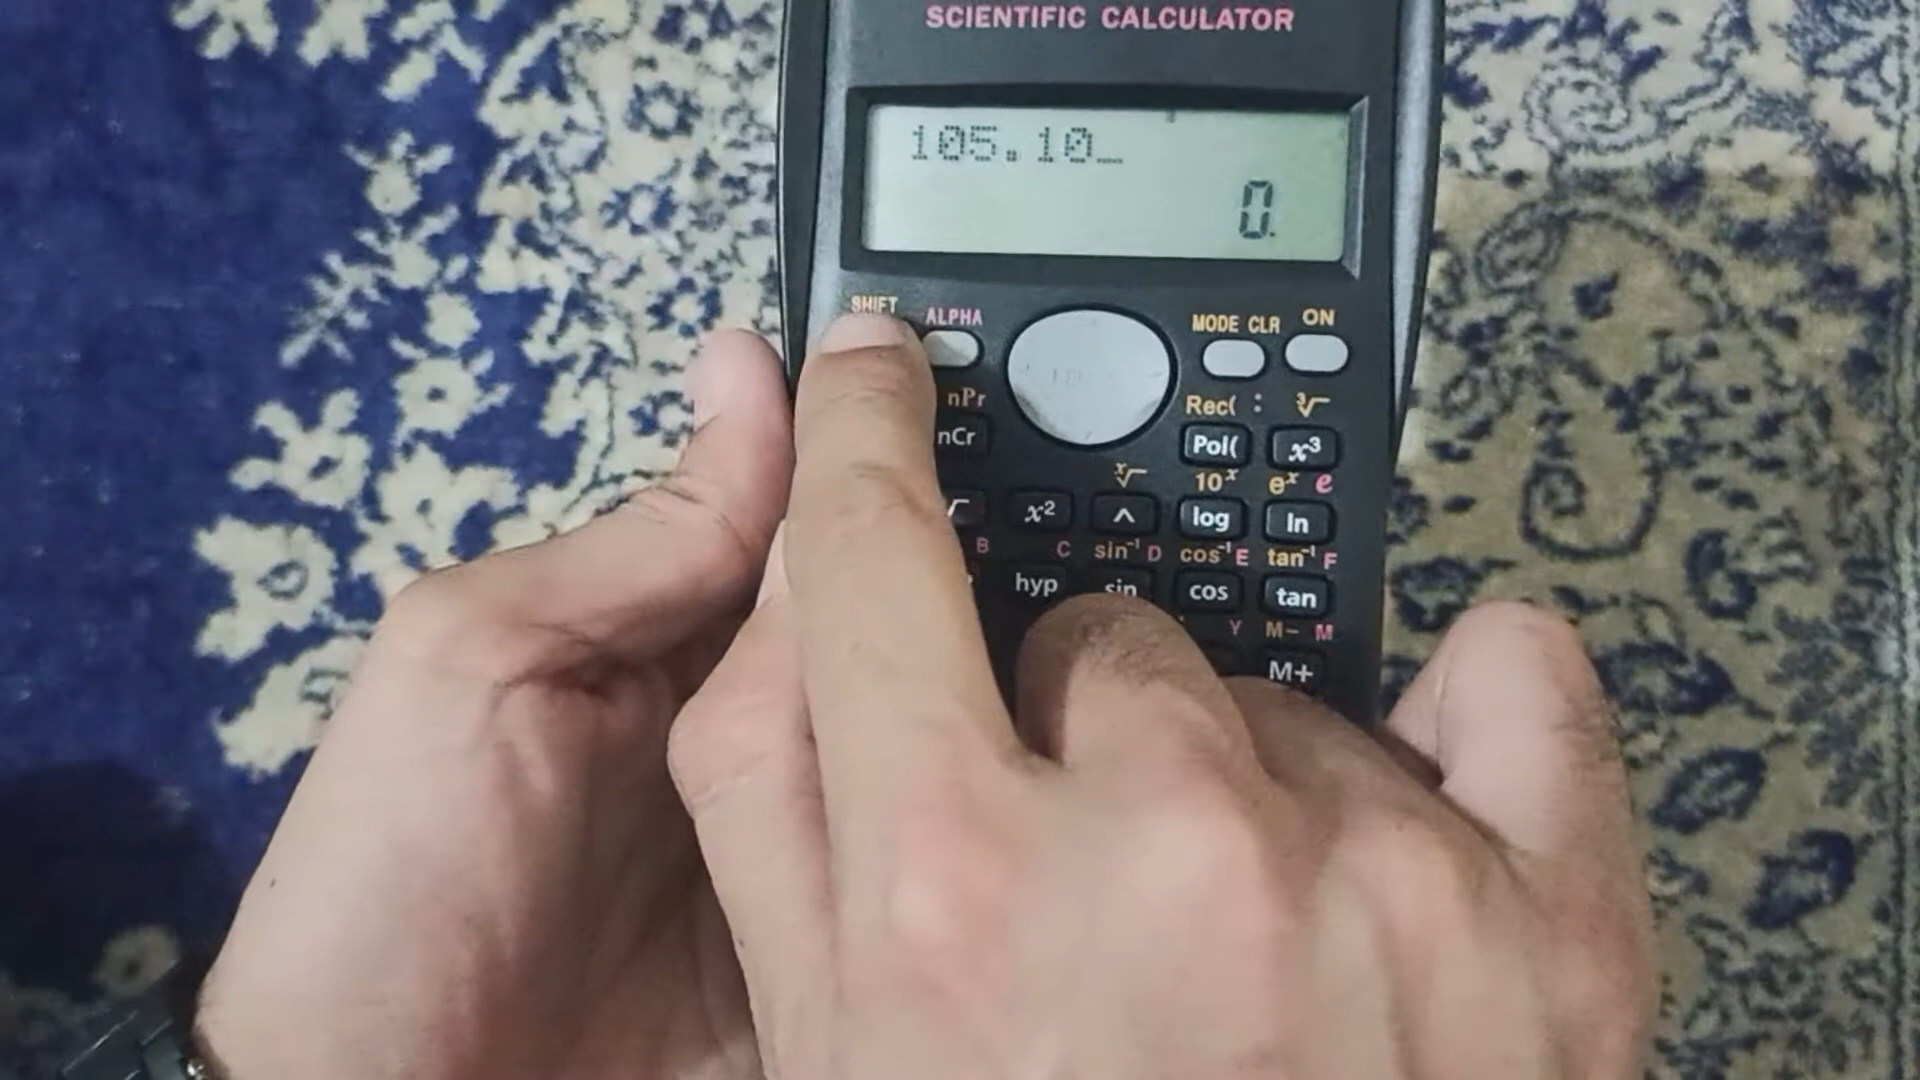 SCIENTIFIC CALCULATOR
105.10_
0.
SHIFT ALPHA MODE CLR ON
nPr Rec( : ³√
nCr Pol( x³
ˣ√ 10ˣ eˣ e
√ x² ^ log ln
B C sin⁻¹ D cos⁻¹ E tan⁻¹ F
hyp sin cos tan
Y M− M
M+